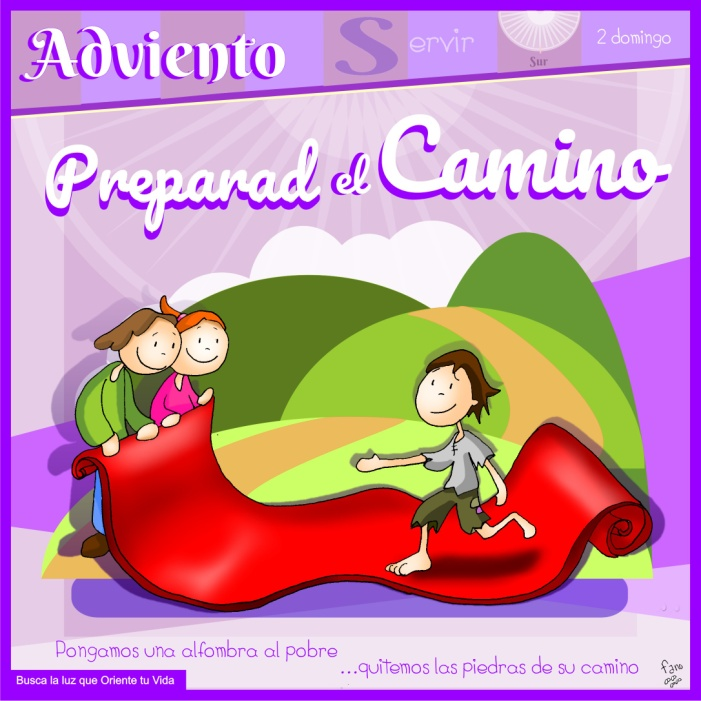 Adviento
Servir
Sur
2 domingo
Preparad el Camino
Pongamos una alfombra al pobre
...quitemos las piedras de su camino
fano
Busca la luz que Oriente tu Vida